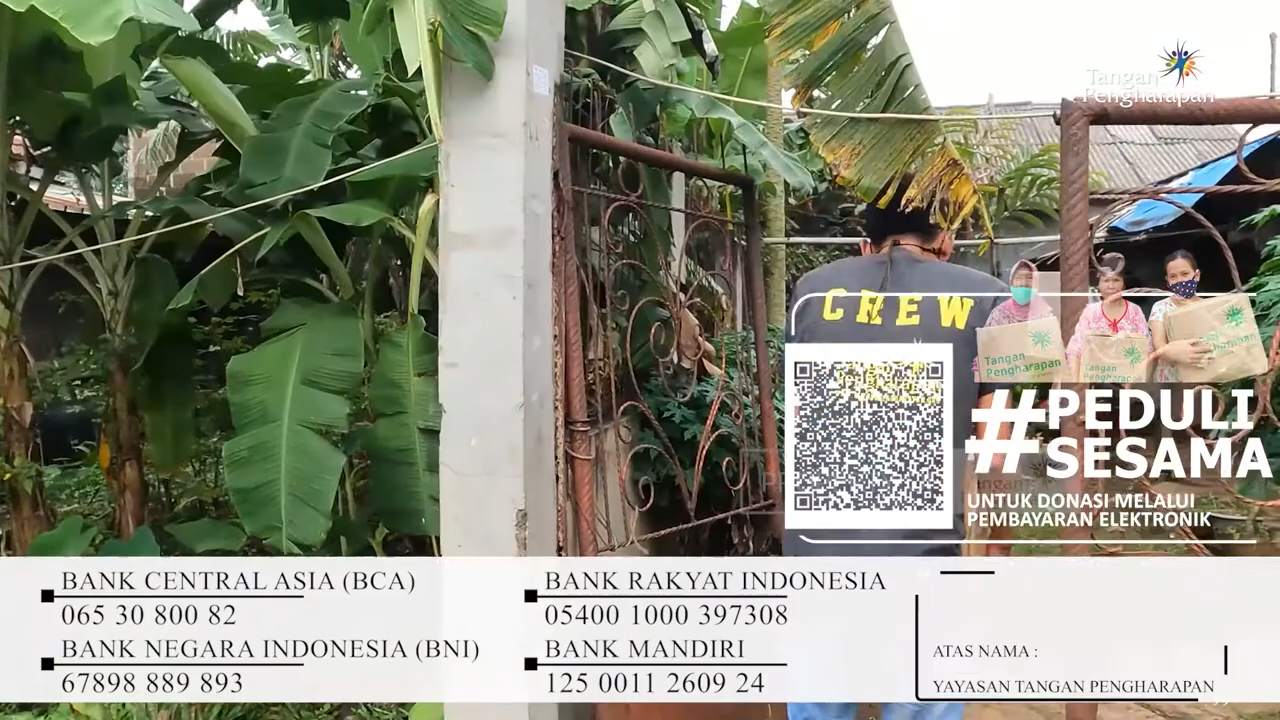 Tangan
Pengharapan
CREW
Tangan
Pengharapan
Tangan
Pengharapan
#PEDULI
SESAMA
UNTUK DONASI MELALUI
PEMBAYARAN ELEKTRONIK
BANK CENTRAL ASIA (BCA)
065 30 800 82
BANK NEGARA INDONESIA (BNI)
67898 889 893
BANK RAKYAT INDONESIA
05400 1000 397308
BANK MANDIRI
125 0011 2609 24
ATAS NAMA :
YAYASAN TANGAN PENGHARAPAN